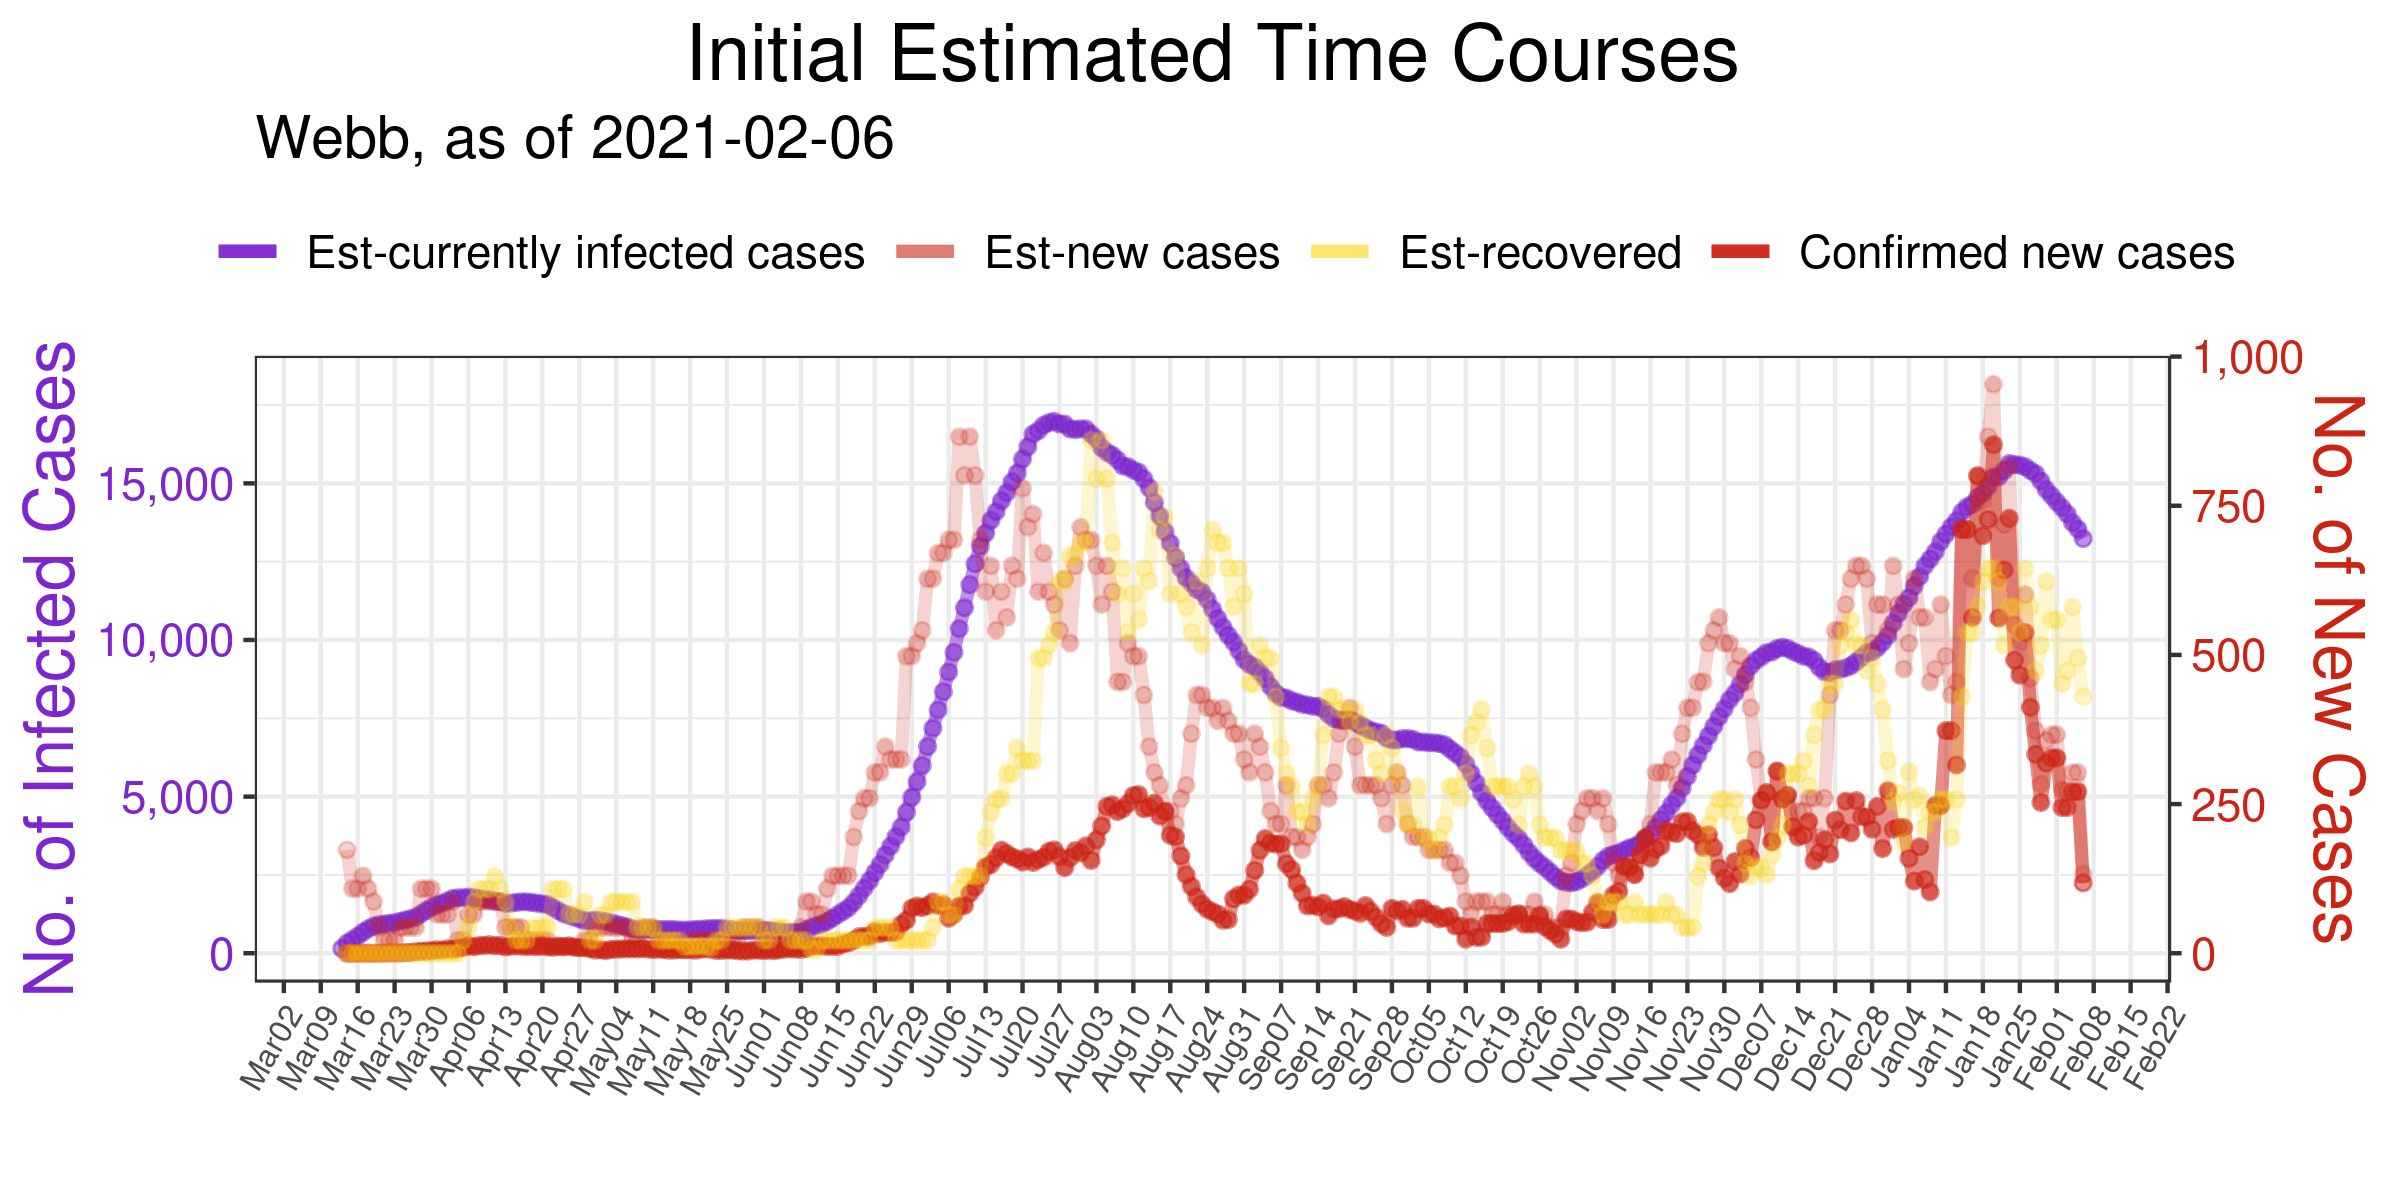 Initial Estimated Time Courses
Webb, as of 2021-02-06
Est-currently infected cases Est-new cases Est-recovered Confirmed new cases
No. of Infected Cases
15,000
10,000
5,000
0
1,000
750
500
250
0
No. of New Cases
Mar02 Mar09 Mar16 Mar23 Mar30 Apr06 Apr13 Apr20 Apr27 May04 May11 May18 May25 Jun01 Jun08 Jun15 Jun22 Jun29 Jul06 Jul13 Jul20 Jul27 Aug03 Aug10 Aug17 Aug24 Aug31 Sep07 Sep14 Sep21 Sep28 Oct05 Oct12 Oct19 Oct26 Nov02 Nov09 Nov16 Nov23 Nov30 Dec07 Dec14 Dec21 Dec28 Jan04 Jan11 Jan18 Jan25 Feb01 Feb08 Feb15 Feb22